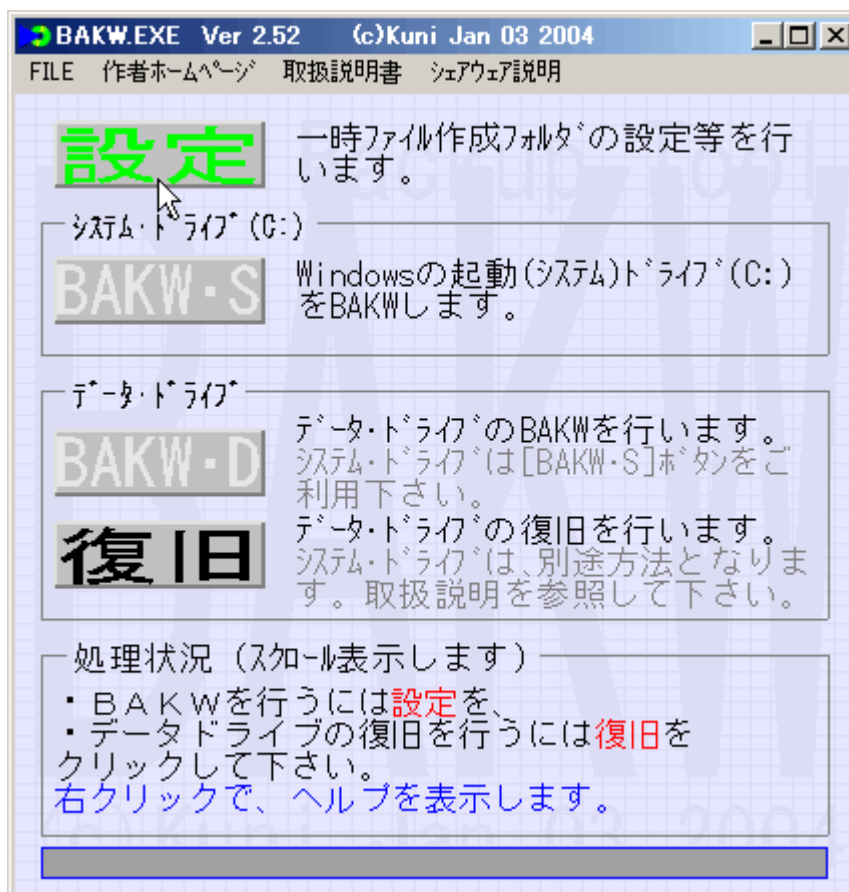 BAKW.EXE Ver 2.52 (c)Kuni Jan 03 2004
FILE 作者ﾎｰﾑﾍﾟｰｼﾞ 取扱説明書 ｼｪｱｳｪｱ説明
設定
一時ﾌｧｲﾙ作成ﾌｫﾙﾀﾞの設定等を行
います。
ｼｽﾃﾑ･ﾄﾞﾗｲﾌﾞ(C:)
BAKW･S
Windowsの起動(ｼｽﾃﾑ)ﾄﾞﾗｲﾌﾞ(C:)
をBAKWします。
ﾃﾞｰﾀ･ﾄﾞﾗｲﾌﾞ
BAKW･D
ﾃﾞｰﾀ･ﾄﾞﾗｲﾌﾞのBAKWを行います。
ｼｽﾃﾑ･ﾄﾞﾗｲﾌﾞは[BAKW･S]ﾎﾞﾀﾝをご
利用下さい。
復旧
ﾃﾞｰﾀ･ﾄﾞﾗｲﾌﾞの復旧を行います。
ｼｽﾃﾑ･ﾄﾞﾗｲﾌﾞは、別途方法となりま
す。取扱説明を参照して下さい。
処理状況（ｽｸﾛｰﾙ表示します）
・ＢＡＫＷを行うには設定を、
・データドライブの復旧を行うには復旧を
クリックして下さい。
右クリックで、ヘルプを表示します。
Backup Tool
BAKW
(c) Kuni Jan 03 2004